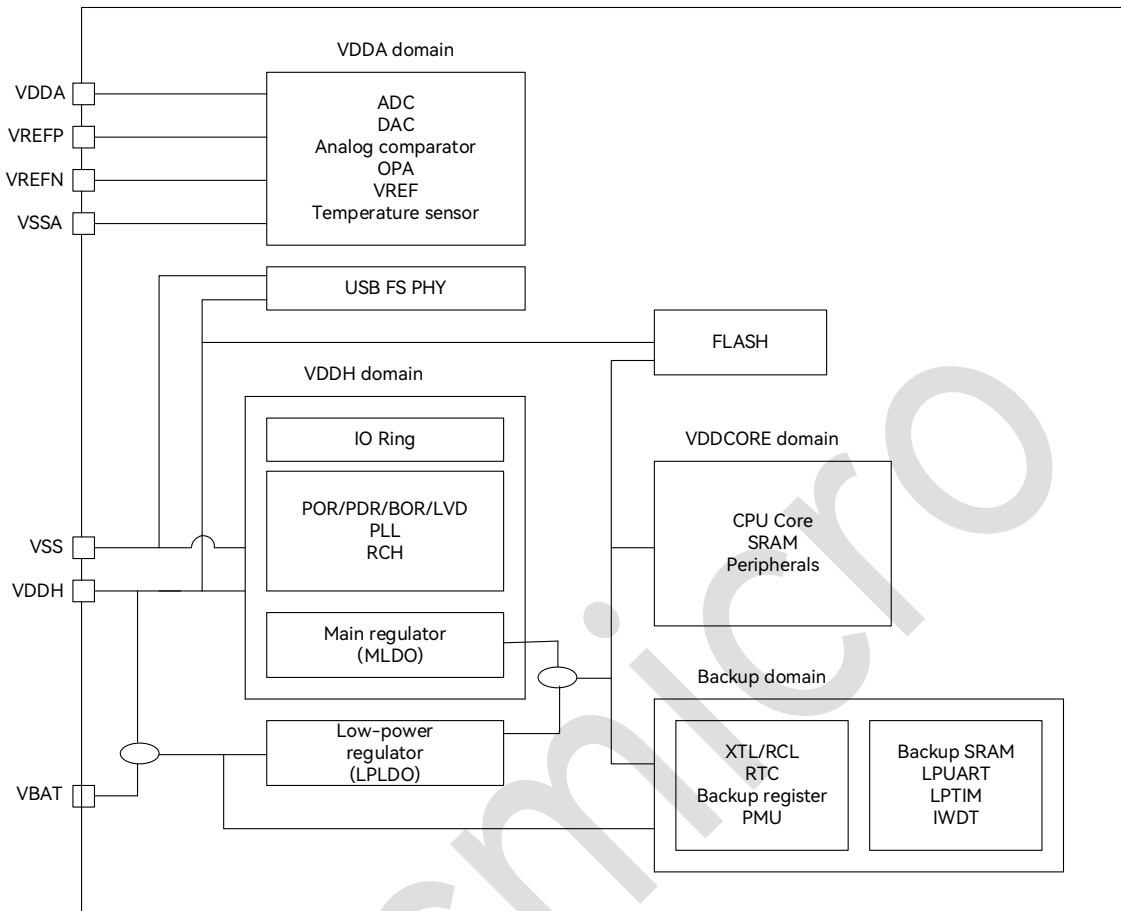 VDDA domain
VDDA
VREFP
VREFN
VSSA
ADC
DAC
Analog comparator
OPA
VREF
Temperature sensor
USB FS PHY
FLASH
VDDH domain
IO Ring
POR/PDR/BOR/LVD
PLL
RCH
VSS
VDDH
Main regulator
(MLDO)
VDDCORE domain
CPU Core
SRAM
Peripherals
Low-power
regulator
(LPLDO)
VBAT
Backup domain
XTL/RCL
RTC
Backup register
PMU
Backup SRAM
LPUART
LPTIM
IWDT
smicro